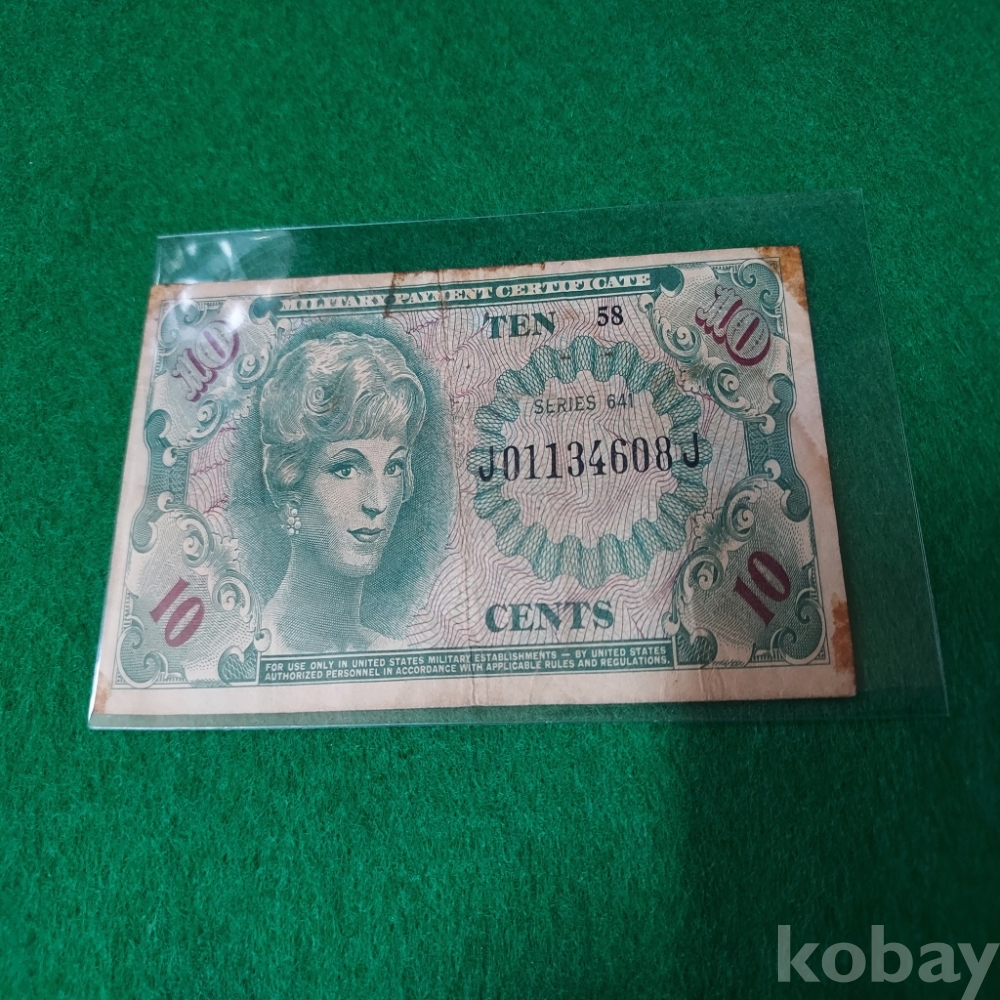 MILITARY PAYMENT CERTIFICATE
10
TEN 58
10
SERIES 641
J01134608J
10
CENTS
10
FOR USE ONLY IN UNITED STATES MILITARY ESTABLISHMENTS — BY UNITED STATES
AUTHORIZED PERSONNEL IN ACCORDANCE WITH APPLICABLE RULES AND REGULATIONS.
kobay